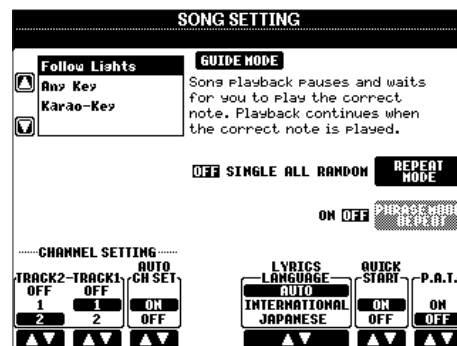 SONG SETTING
Follow Lights
Any Key
Karao-Key
GUIDE MODE
Song playback pauses and waits
for you to play the correct
note. Playback continues when
the correct note is played.
OFF SINGLE ALL RANDOM
REPEAT MODE
ON OFF
PHRASE MODE REPEAT
CHANNEL SETTING
TRACK2 TRACK1 AUTO CH SET
OFF OFF
1 1 ON
2 2 OFF
LYRICS LANGUAGE
AUTO
INTERNATIONAL
JAPANESE
QUICK START
ON
OFF
P.A.T.
ON
OFF